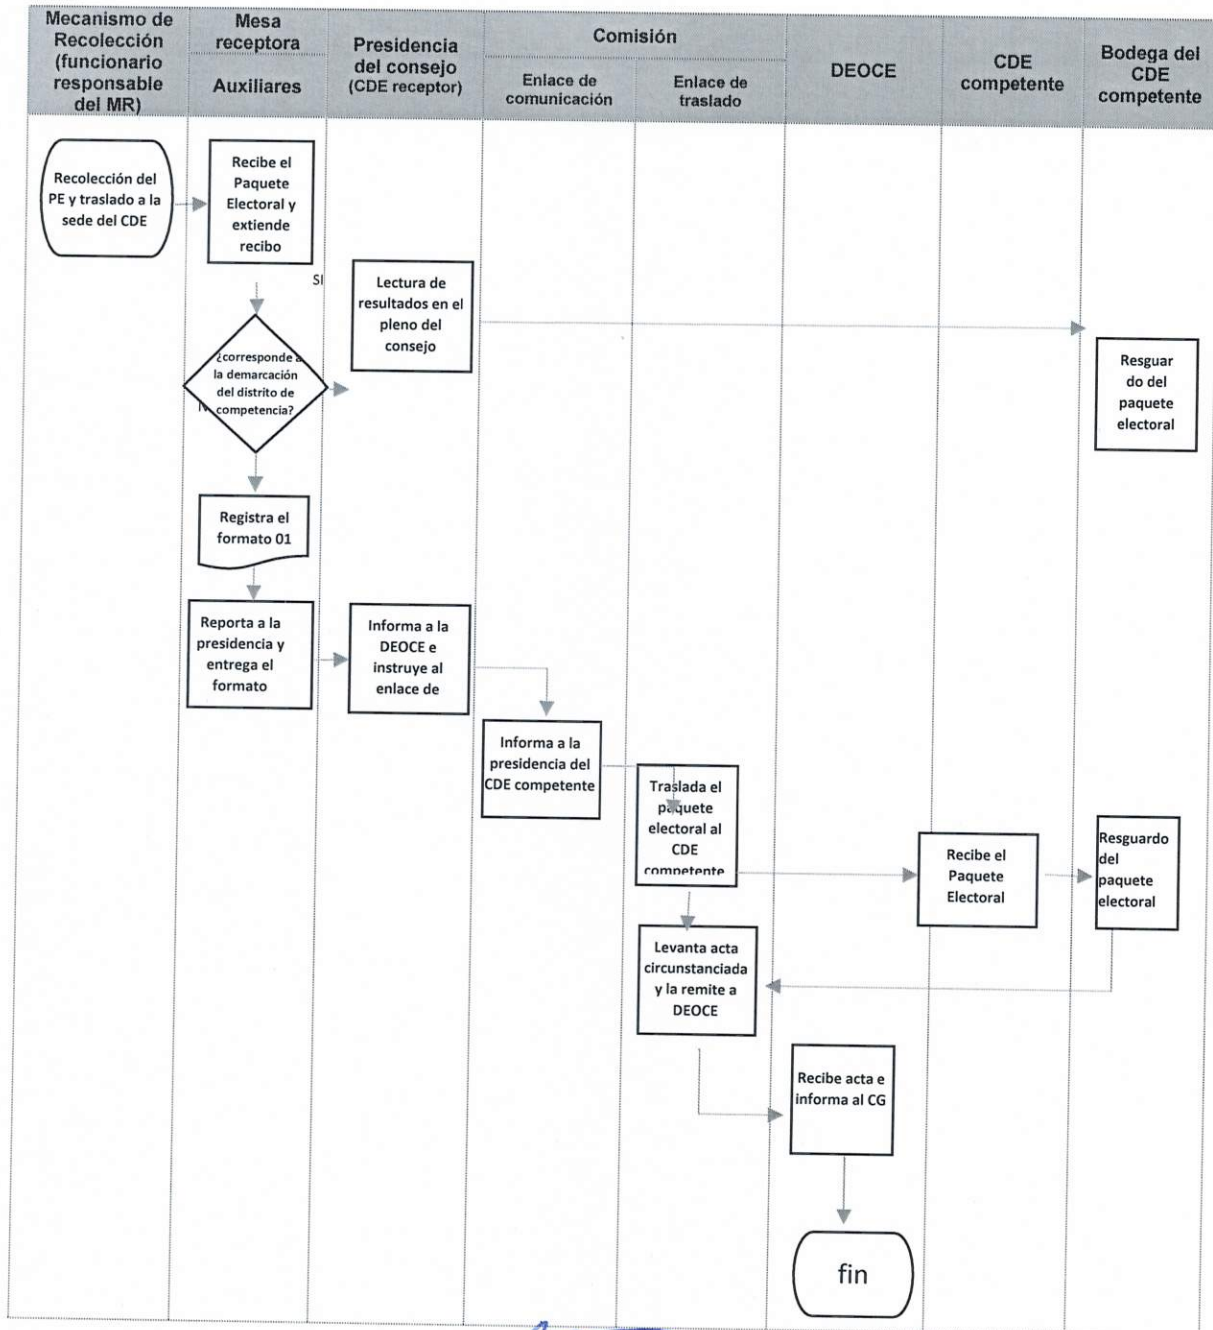 Mecanismo de
Recolección
(funcionario
responsable
del MR)
Mesa
receptora
Auxiliares
Presidencia
del consejo
(CDE receptor)
Comisión
Enlace de
comunicación
Enlace de
traslado
DEOCE
CDE
competente
Bodega del
CDE
competente
Recolección del
PE y traslado a la
sede del CDE
Recibe el
Paquete
Electoral y
extiende
recibo
SI
Lectura de
resultados en el
pleno del
consejo
Resguar
do del
paquete
electoral
¿corresponde a
la demarcación
del distrito de
competencia?
Registra el
formato 01
Reporta a la
presidencia y
entrega el
formato
Informa a la
DEOCE e
instruye al
enlace de
Informa a la
presidencia del
CDE competente
Traslada el
paquete
electoral al
CDE
competente
Recibe el
Paquete
Electoral
Resguardo
del
paquete
electoral
Levanta acta
circunstanciada
y la remite a
DEOCE
Recibe acta e
informa al CG
fin